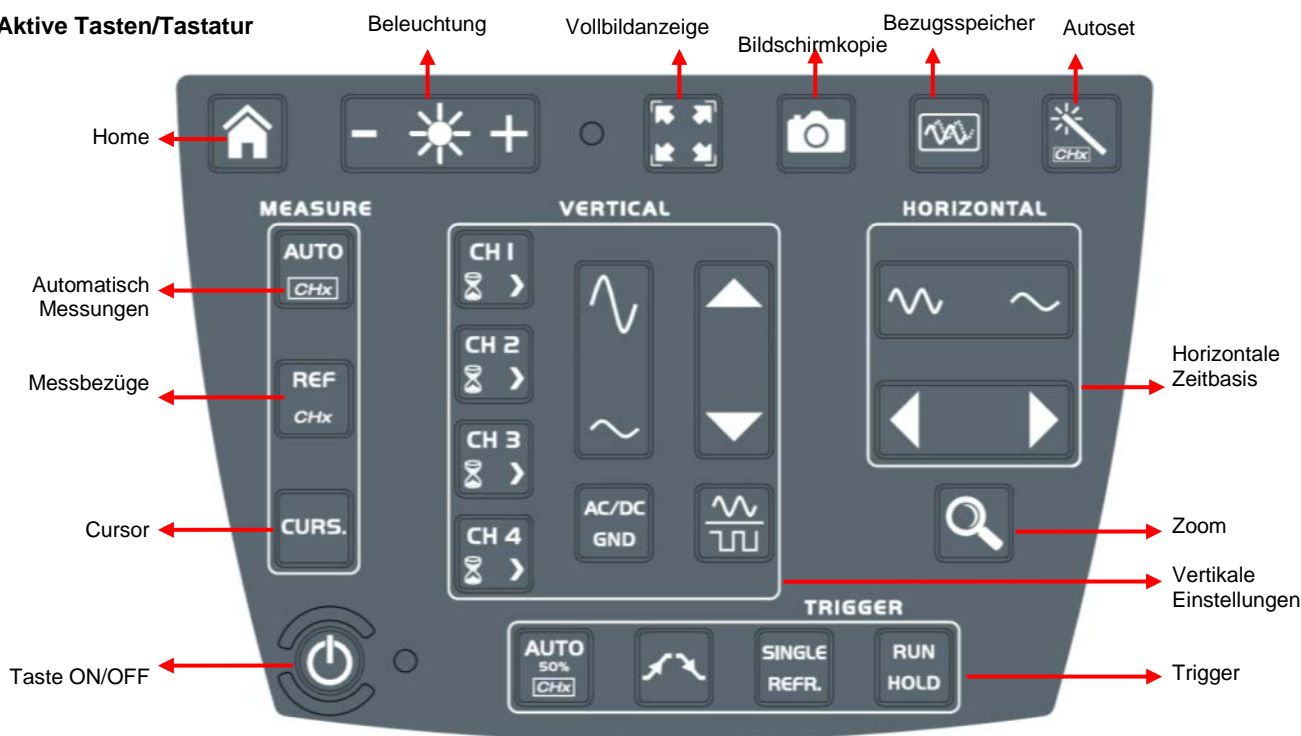 Aktive Tasten/Tastatur
Beleuchtung
Vollbildanzeige
Bildschirmkopie
Bezugsspeicher
Autoset
Home
CHx
MEASURE
VERTICAL
HORIZONTAL
AUTO
CHx
Automatisch
Messungen
CH 1
CH 2
REF
CHx
Messbezüge
Horizontale
Zeitbasis
CH 3
CURS.
Cursor
AC/DC
GND
CH 4
Zoom
Vertikale
Einstellungen
TRIGGER
Taste ON/OFF
AUTO
50%
CHx
SINGLE
REFR.
RUN
HOLD
Trigger